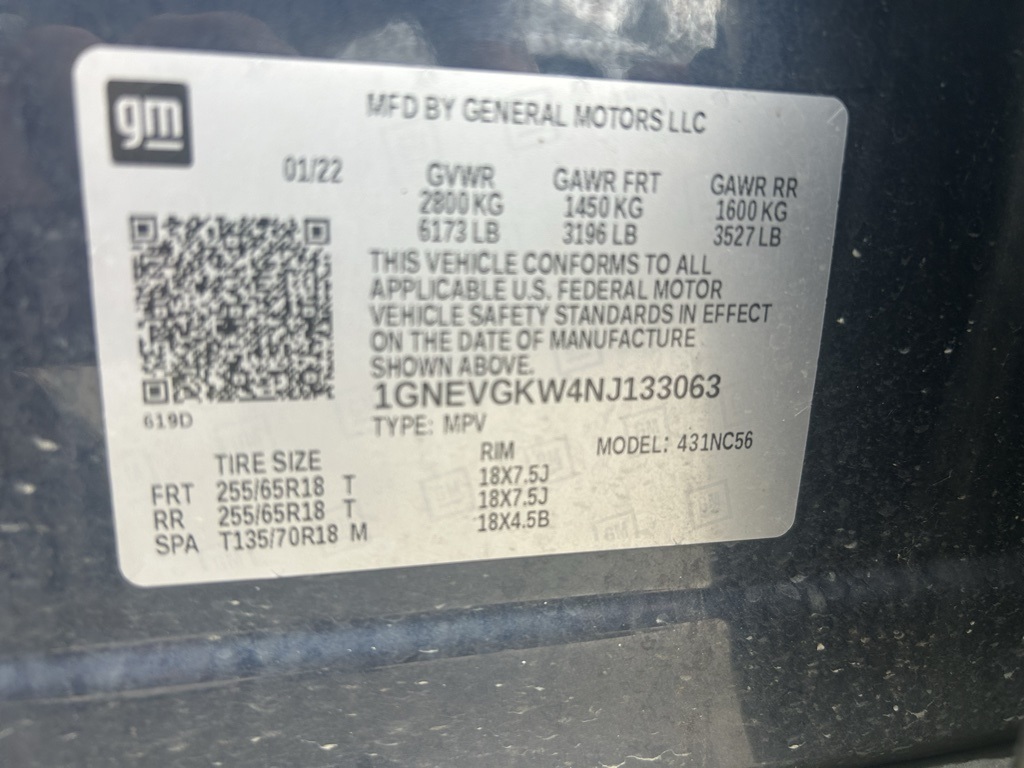 gm
MFD BY GENERAL MOTORS LLC
01/22 GVWR GAWR FRT GAWR RR
2800 KG 1450 KG 1600 KG
6173 LB 3196 LB 3527 LB
THIS VEHICLE CONFORMS TO ALL
APPLICABLE U.S. FEDERAL MOTOR
VEHICLE SAFETY STANDARDS IN EFFECT
ON THE DATE OF MANUFACTURE
SHOWN ABOVE.
1GNEVGKW4NJ133063
619D
TYPE: MPV MODEL: 431NC56
TIRE SIZE RIM
FRT 255/65R18 T 18X7.5J
RR 255/65R18 T 18X7.5J
SPA T135/70R18 M 18X4.5B